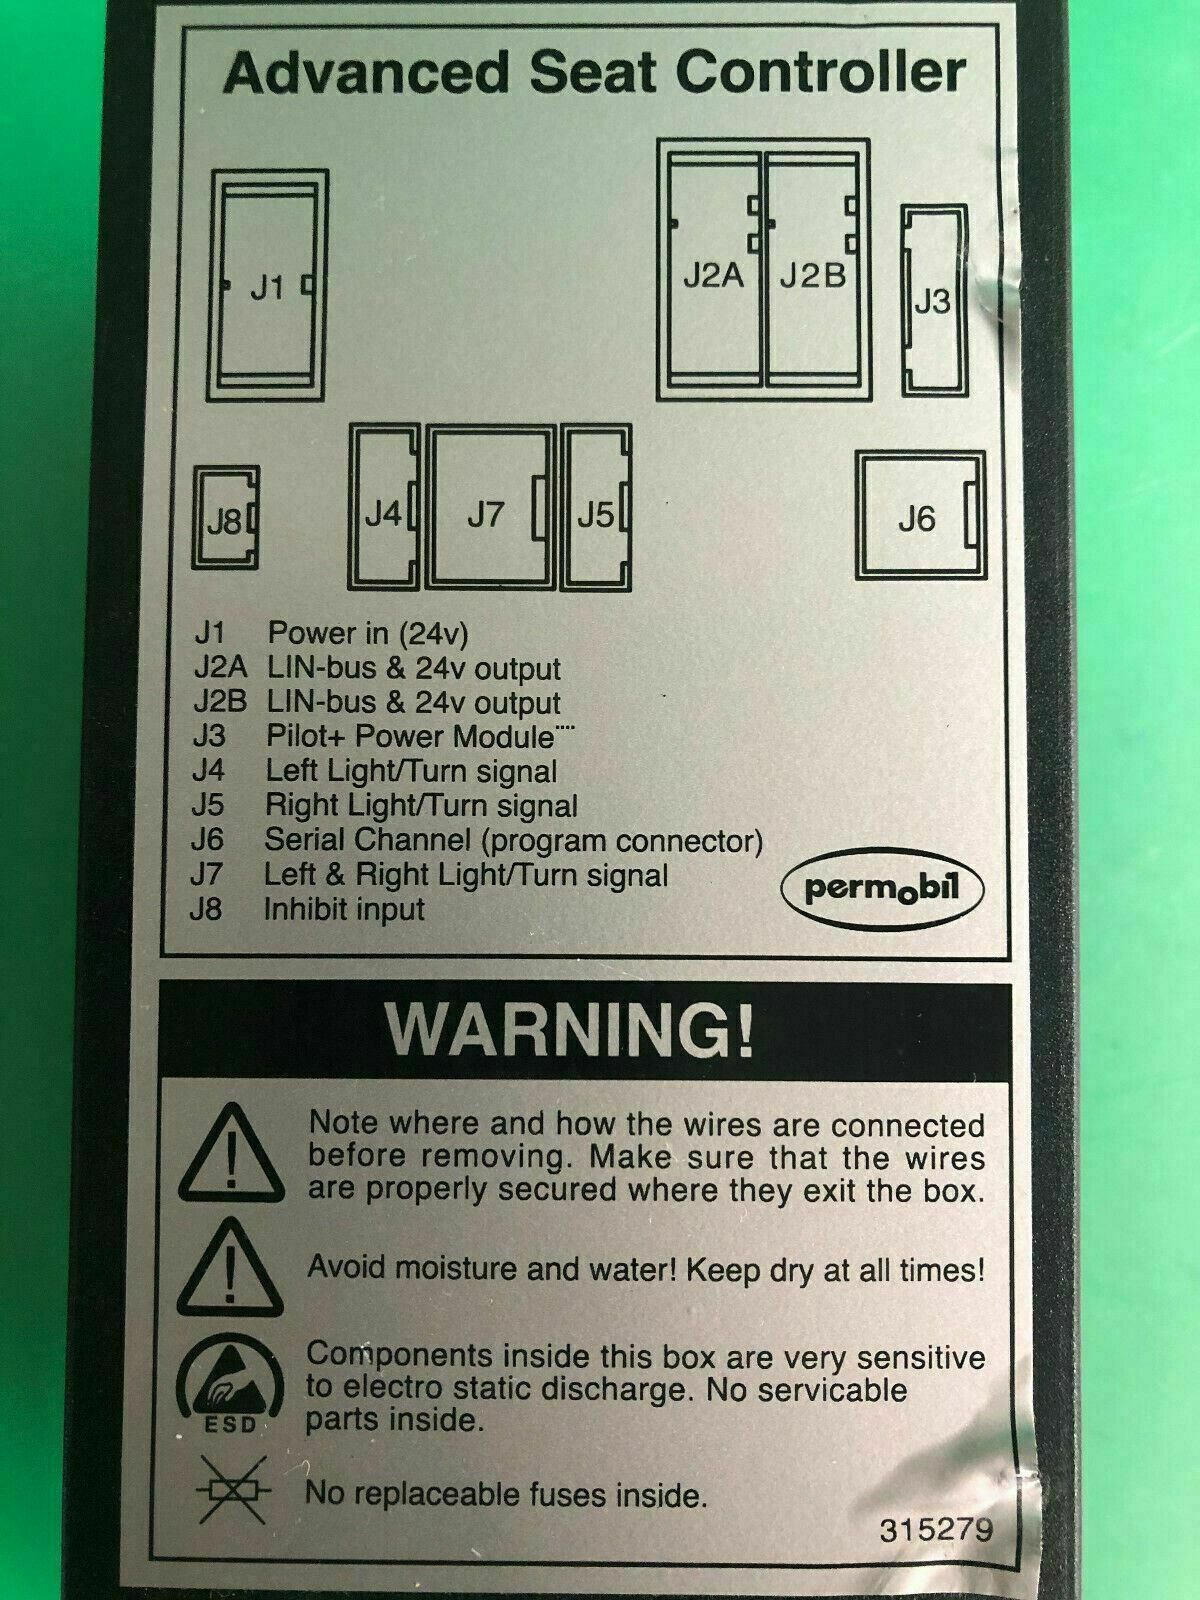 Advanced Seat Controller
J1
J2A
J2B
J3
J8
J4
J7
J5
J6
J1 Power in (24v)
J2A LIN-bus & 24v output
J2B LIN-bus & 24v output
J3 Pilot+ Power Module
J4 Left Light/Turn signal
J5 Right Light/Turn signal
J6 Serial Channel (program connector)
J7 Left & Right Light/Turn signal
J8 Inhibit input
permobil
WARNING!
Note where and how the wires are connected
before removing. Make sure that the wires
are properly secured where they exit the box.
Avoid moisture and water! Keep dry at all times!
Components inside this box are very sensitive
to electro static discharge. No servicable
parts inside.
ESD
No replaceable fuses inside.
315279